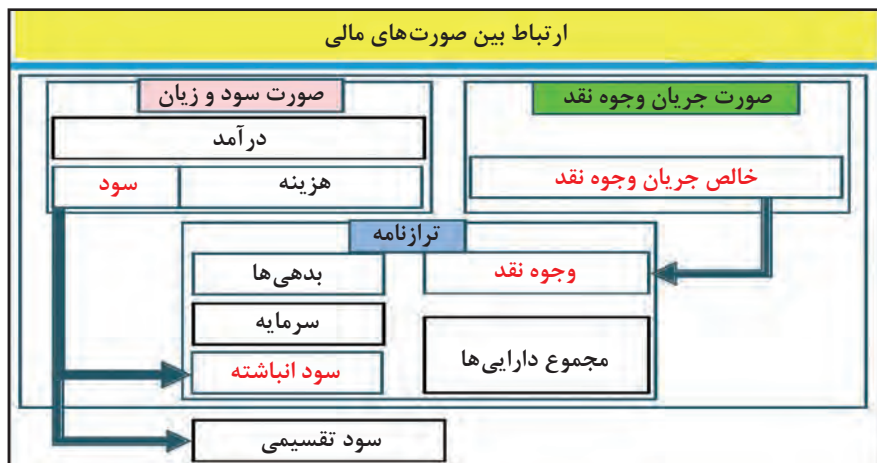 ارتباط بین صورت‌های مالی
صورت جریان وجوه نقد
خالص جریان وجوه نقد
صورت سود و زیان
درآمد
هزینه
سود
ترازنامه
وجوه نقد
مجموع دارایی‌ها
بدهی‌ها
سرمایه
سود انباشته
سود تقسیمی